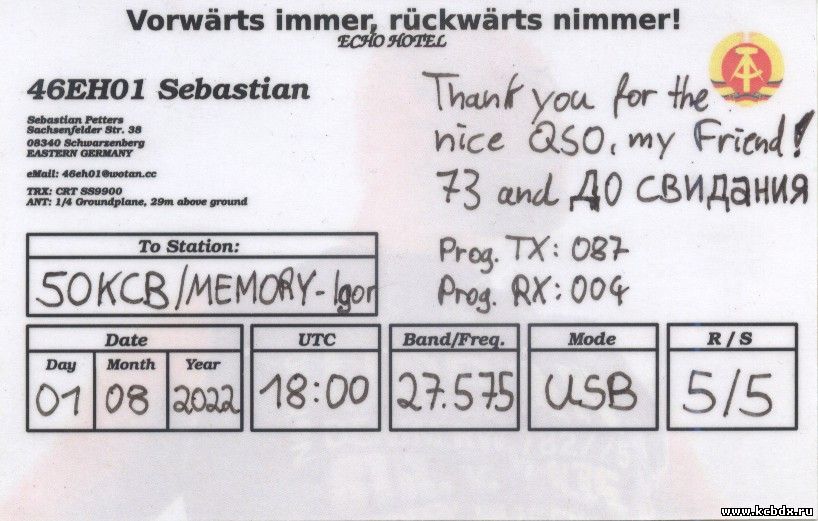 Vorwärts immer, rückwärts nimmer!
ECHO HOTEL
46EH01 Sebastian
Sebastian Petters
Sachsenfelder Str. 38
08340 Schwarzenberg
EASTERN GERMANY
eMail: 46eh01@wotan.cc
TRX: CRT SS9900
ANT: 1/4 Groundplane, 29m above ground
Thank you for the
nice QSO, my Friend!
73 and ДО СВИДАНИЯ
Prog. TX: 087
Prog. RX: 004
To Station:
50KCB/MEMORY-Igor
Date
Day Month Year
01 08 2022
UTC
18:00
Band/Freq.
27.575
Mode
USB
R / S
5/5
www.kcbdx.ru